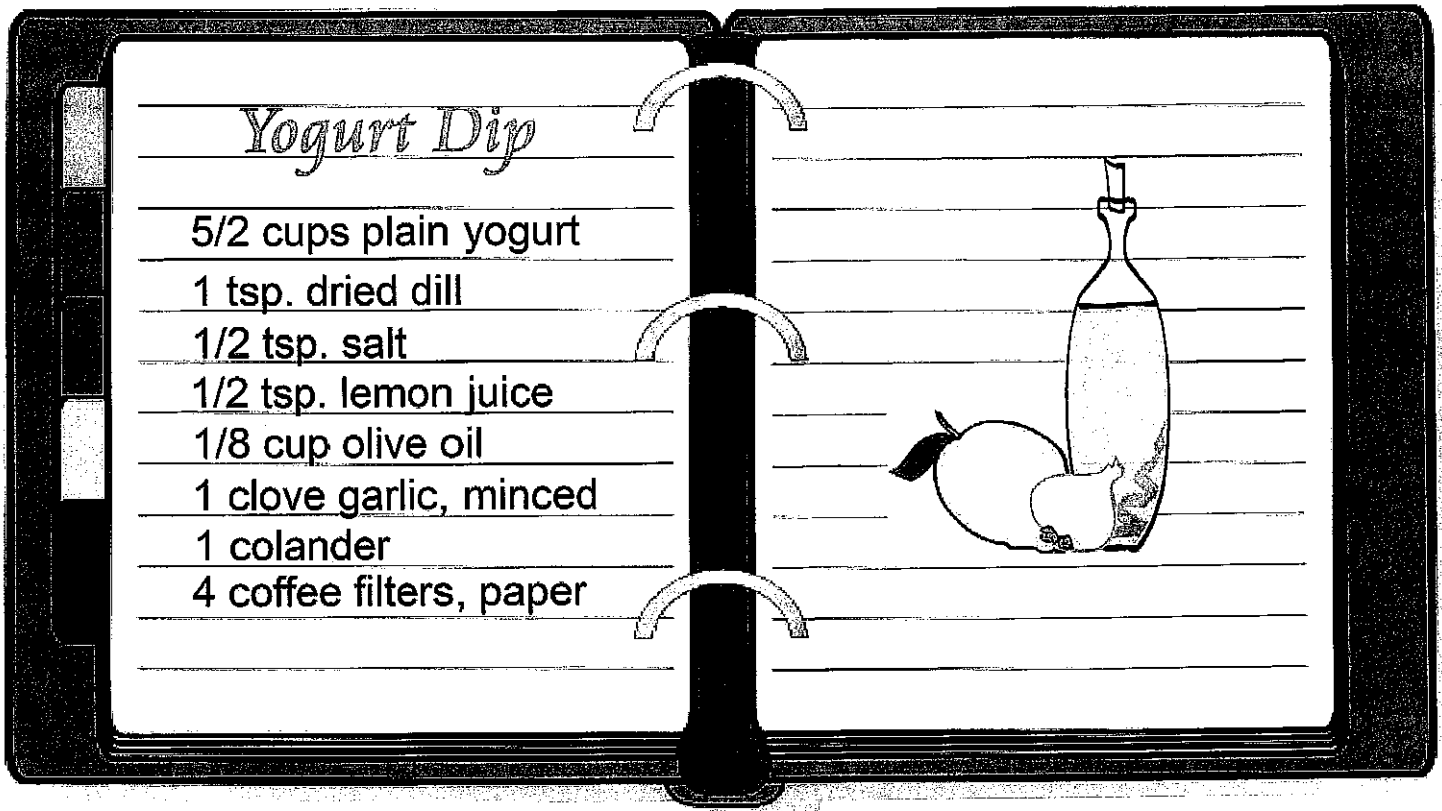 Yogurt Dip
5/2 cups plain yogurt
1 tsp. dried dill
1/2 tsp. salt
1/2 tsp. lemon juice
1/8 cup olive oil
1 clove garlic, minced
1 colander
4 coffee filters, paper